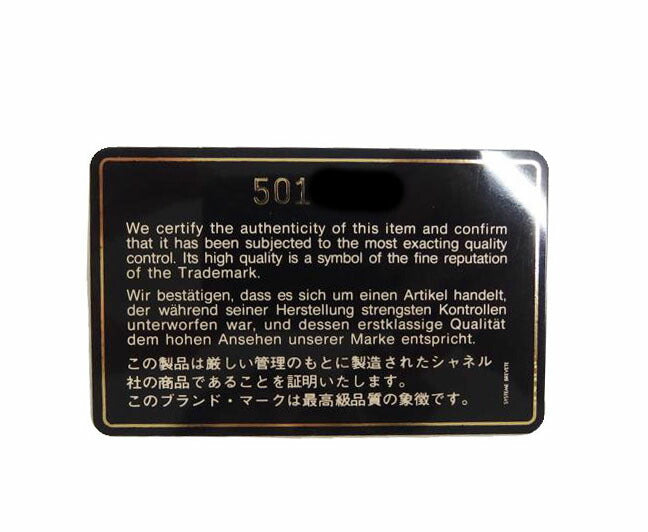 501
We certify the authenticity of this item and confirm
that it has been subjected to the most exacting quality
control. Its high quality is a symbol of the fine reputation
of the Trademark.
Wir bestätigen, dass es sich um einen Artikel handelt,
der während seiner Herstellung strengsten Kontrollen
unterworfen war, und dessen erstklassige Qualität
dem hohen Ansehen unserer Marke entspricht.
この製品は厳しい管理のもとに製造されたシャネル
社の商品であることを証明いたします。
このブランド・マークは最高級品質の象徴です。
SYSTEME BREVETE